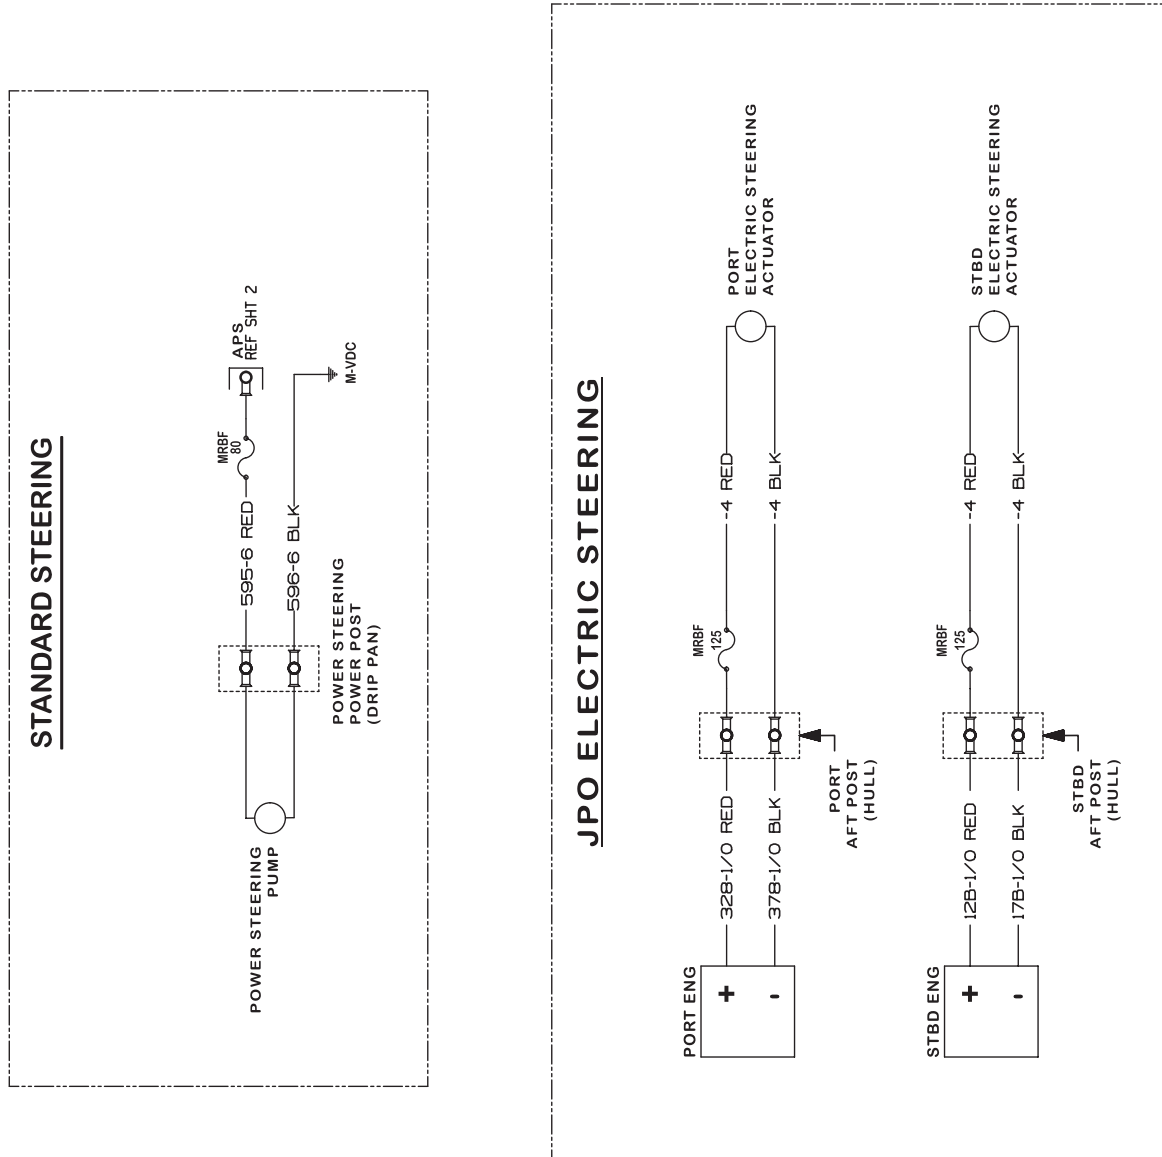 STANDARD STEERING
POWER STEERING
PUMP
595-6 RED
596-6 BLK
MRBF
80
APS
REF SHT 2
M-VDC
POWER STEERING
POWER POST
(DRIP PAN)
JPO ELECTRIC STEERING
PORT ENG
+
-
328-1/0 RED
378-1/0 BLK
MRBF
125
-4 RED
-4 BLK
PORT
ELECTRIC STEERING
ACTUATOR
PORT
AFT POST
(HULL)
STBD ENG
+
-
12B-1/0 RED
17B-1/0 BLK
MRBF
125
-4 RED
-4 BLK
STBD
ELECTRIC STEERING
ACTUATOR
STBD
AFT POST
(HULL)